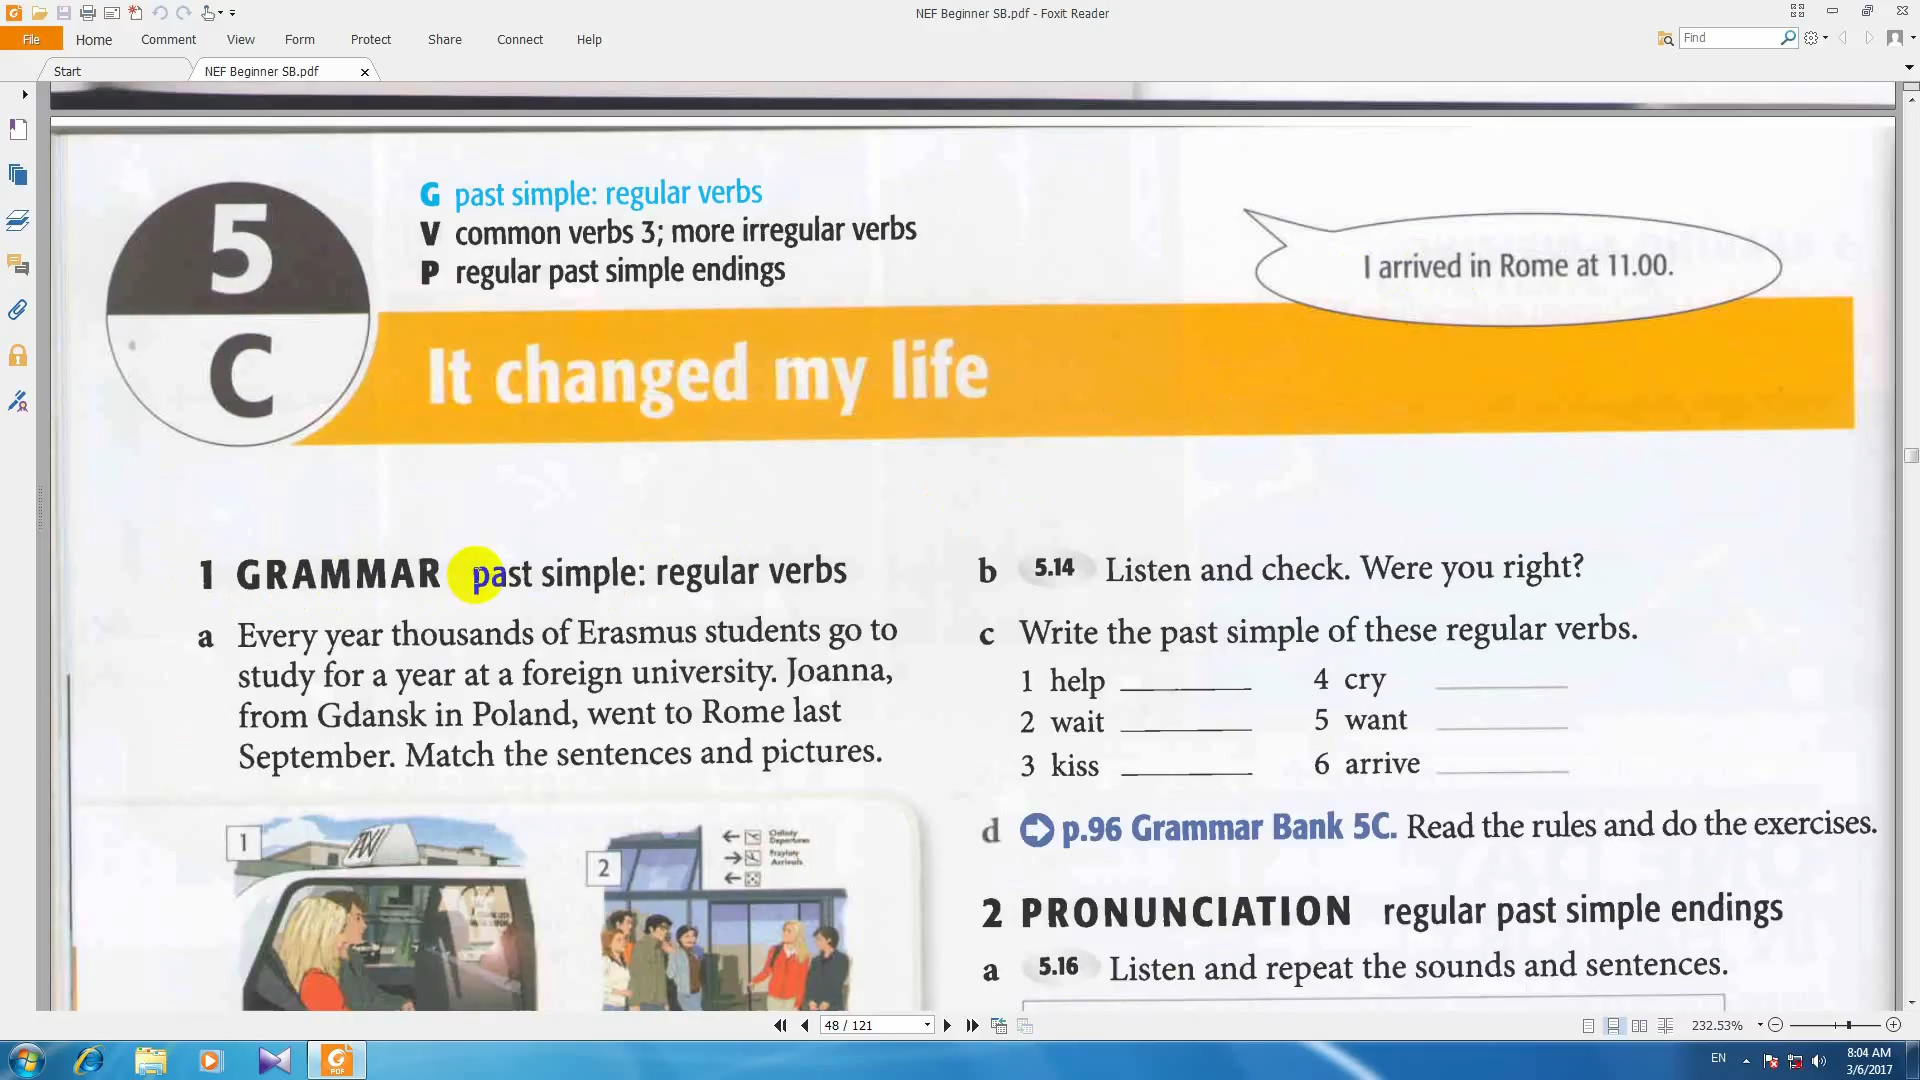 NEF Beginner SB.pdf - Foxit Reader
File Home Comment View Form Protect Share Connect Help
Find
Start NEF Beginner SB.pdf
5
C
G past simple: regular verbs
V common verbs 3; more irregular verbs
P regular past simple endings
I arrived in Rome at 11.00.
It changed my life
1 GRAMMAR past simple: regular verbs
a Every year thousands of Erasmus students go to
study for a year at a foreign university. Joanna,
from Gdansk in Poland, went to Rome last
September. Match the sentences and pictures.
1
TAXI
2
Odloty
Departures
Przyloty
Arrivals
b 5.14 Listen and check. Were you right?
c Write the past simple of these regular verbs.
1 help 4 cry
2 wait 5 want
3 kiss 6 arrive
d p.96 Grammar Bank 5C. Read the rules and do the exercises.
2 PRONUNCIATION regular past simple endings
a 5.16 Listen and repeat the sounds and sentences.
48 / 121
232.53%
PDF
EN
8:04 AM
3/6/2017